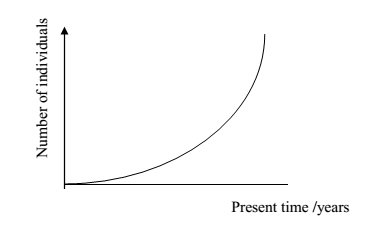 Number of individuals
Present time /years